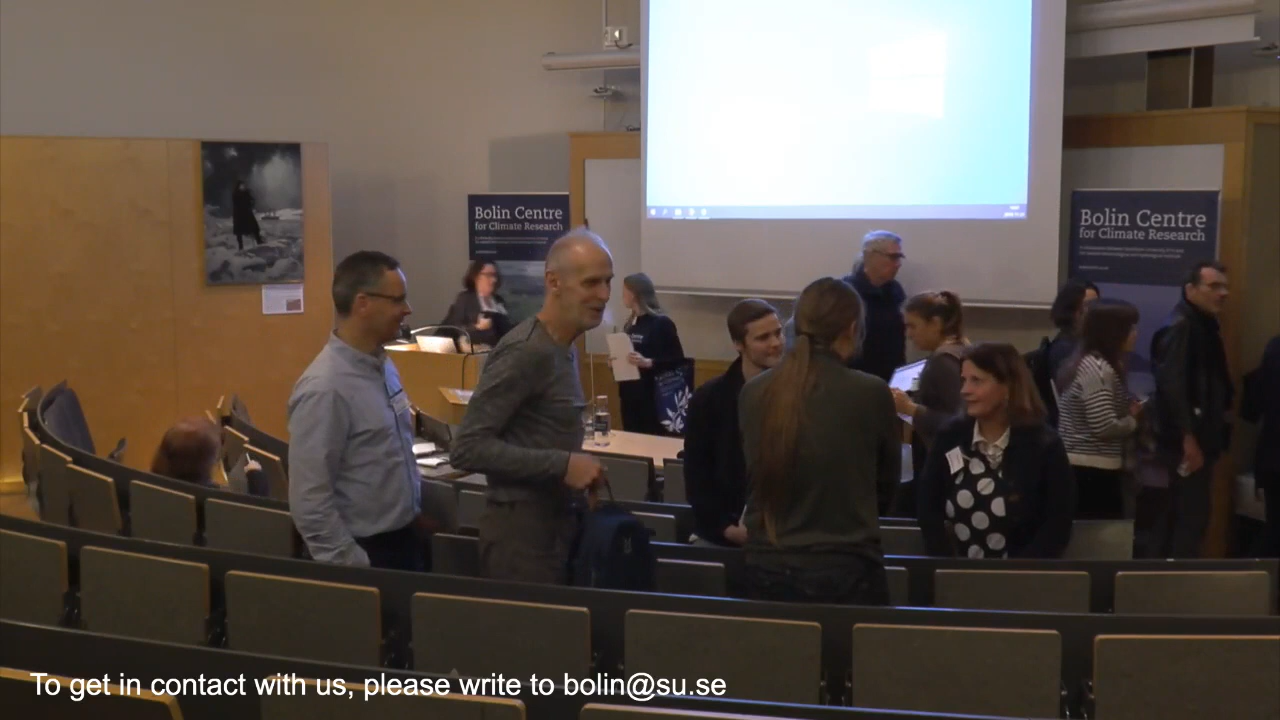 Bolin Centre
for Climate Research
Bolin Centre
for Climate Research
To get in contact with us, please write to bolin@su.se